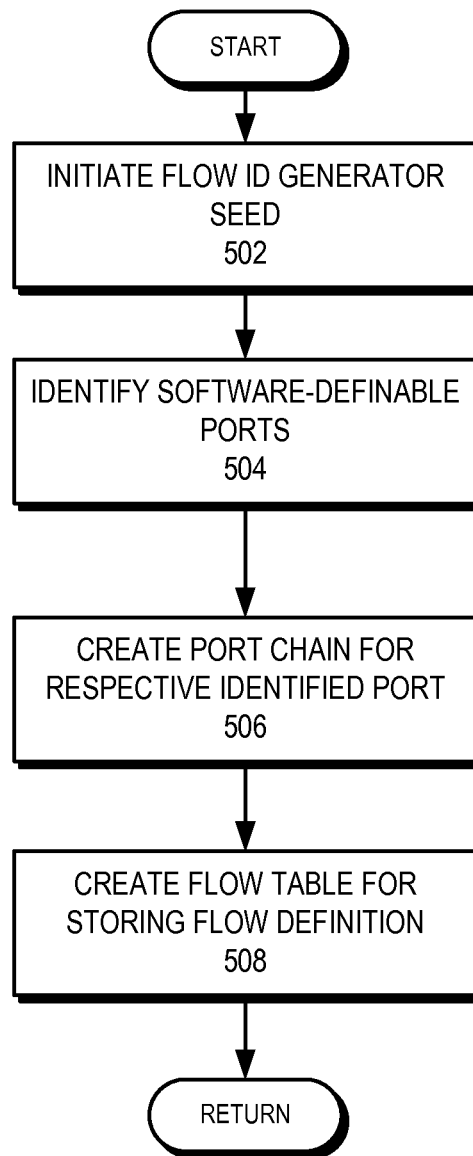 START
INITIATE FLOW ID GENERATOR
SEED
502
IDENTIFY SOFTWARE-DEFINABLE
PORTS
504
CREATE PORT CHAIN FOR
RESPECTIVE IDENTIFIED PORT
506
CREATE FLOW TABLE FOR
STORING FLOW DEFINITION
508
RETURN